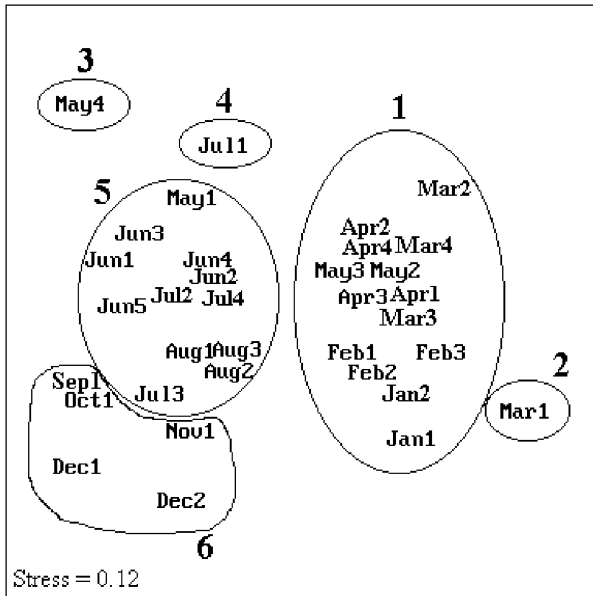 3
May4
4
Jul1
1
5
May1
Mar2
Jun3
Apr2
Jun1 Jun4 Apr4 Mar4
Jun2 May3 May2
Jun5 Jul2 Jul4 Apr3 Apr1
Mar3
Aug1 Aug3 Feb1 Feb3
Aug2 Feb2
2
Sep1
Oct1 Jul3 Jan2
Mar1
Nov1 Jan1
Dec1
Dec2
6
Stress = 0.12